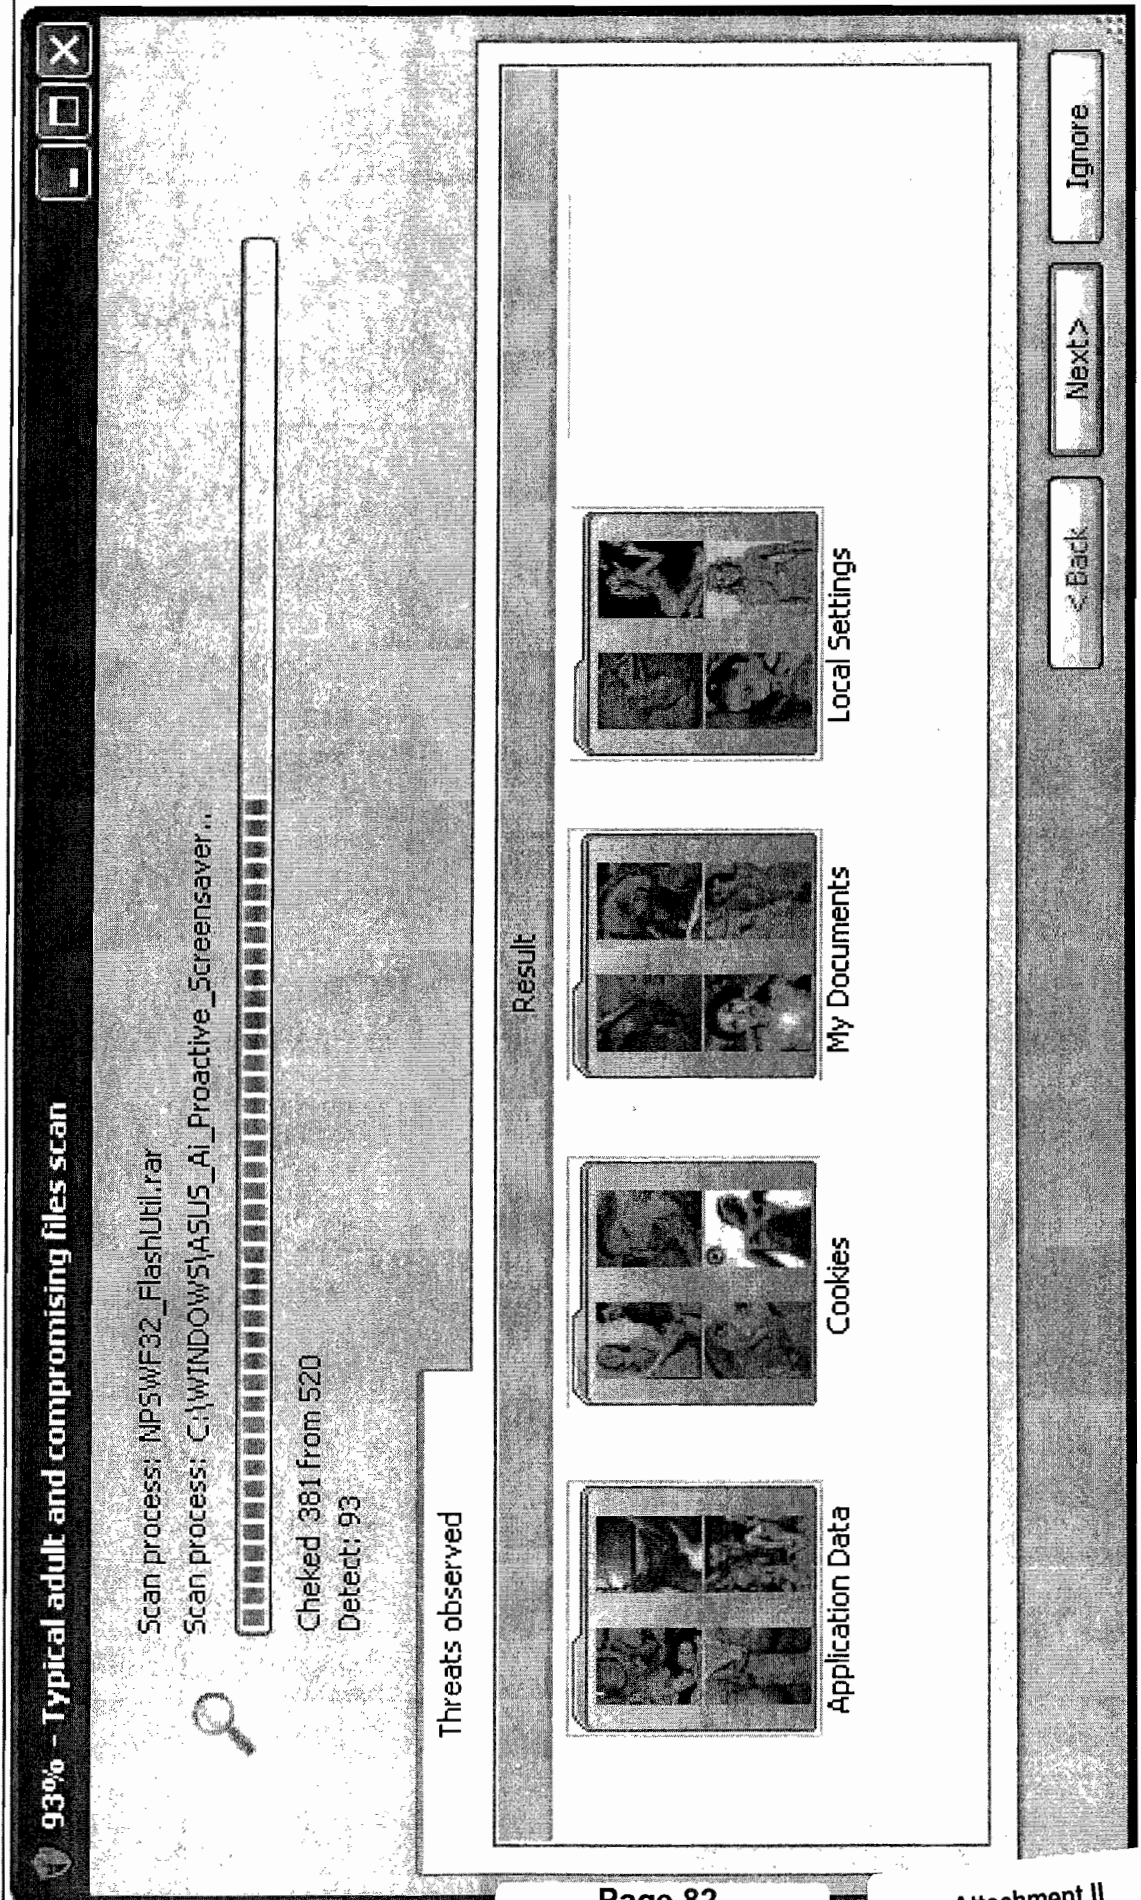 93% - Typical adult and compromising files scan
Scan process: NPSWF32_FlashUtil.rar
Scan process: C:\WINDOWS\ASUS_Ai_Proactive_Screensaver...
Cheked 381 from 520
Detect: 93
Threats observed
Result
Application Data
Cookies
My Documents
Local Settings
< Back
Next >
Ignore
Page 82
Attachment II